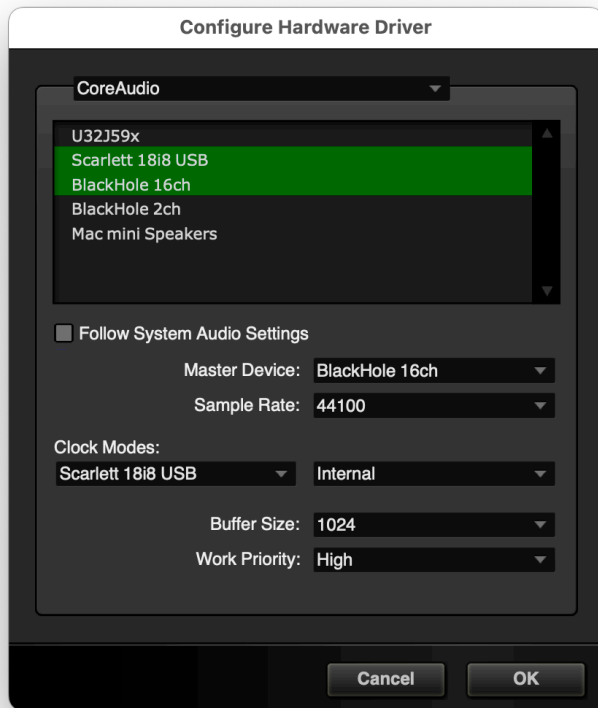 Configure Hardware Driver
CoreAudio
U32J59x
Scarlett 18i8 USB
BlackHole 16ch
BlackHole 2ch
Mac mini Speakers
Follow System Audio Settings
Master Device: BlackHole 16ch
Sample Rate: 44100
Clock Modes:
Scarlett 18i8 USB Internal
Buffer Size: 1024
Work Priority: High
Cancel OK